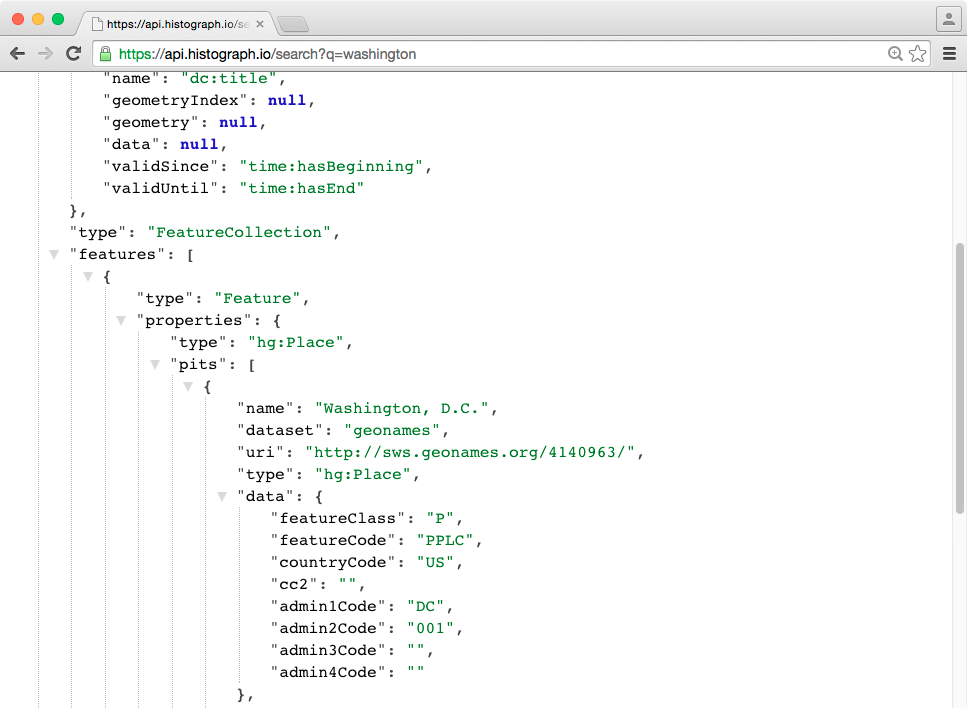 https://api.histograph.io/se
https://api.histograph.io/search?q=washington
"name": "dc:title",
"geometryIndex": null,
"geometry": null,
"data": null,
"validSince": "time:hasBeginning",
"validUntil": "time:hasEnd"
},
"type": "FeatureCollection",
"features": [
{
"type": "Feature",
"properties": {
"type": "hg:Place",
"pits": [
{
"name": "Washington, D.C.",
"dataset": "geonames",
"uri": "http://sws.geonames.org/4140963/",
"type": "hg:Place",
"data": {
"featureClass": "P",
"featureCode": "PPLC",
"countryCode": "US",
"cc2": "",
"admin1Code": "DC",
"admin2Code": "001",
"admin3Code": "",
"admin4Code": ""
},